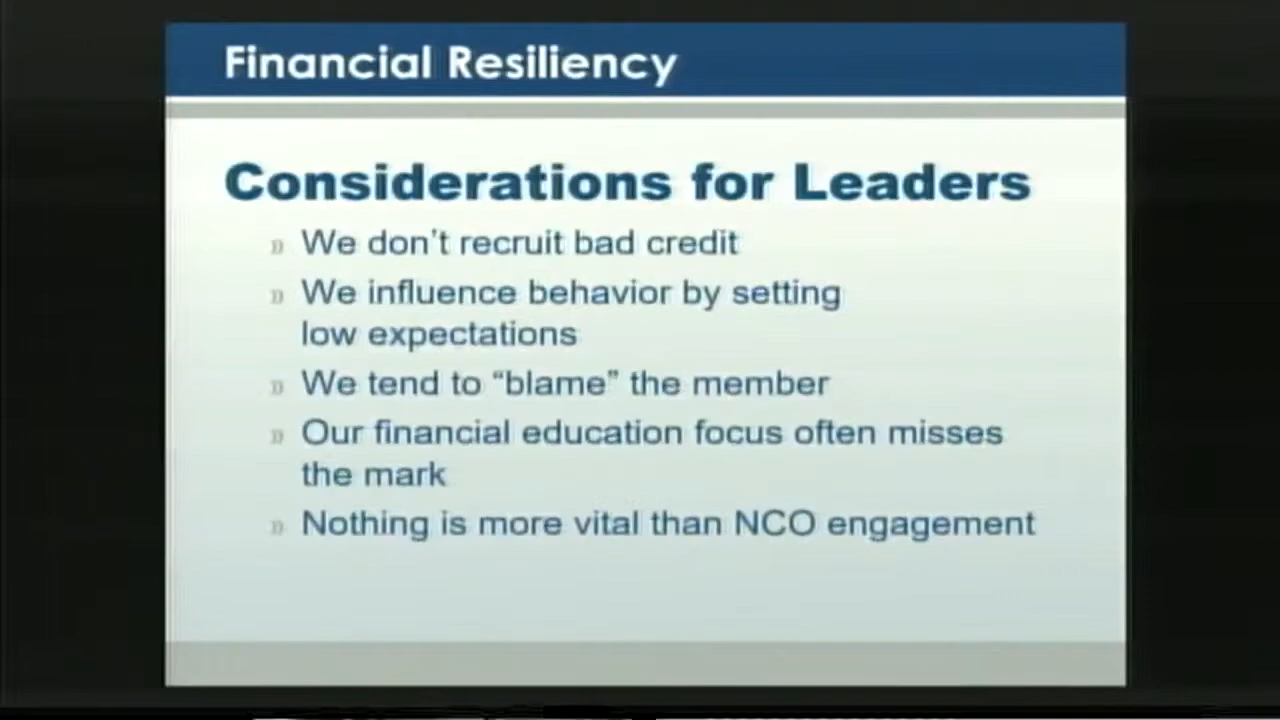 Financial Resiliency
Considerations for Leaders
» We don't recruit bad credit
» We influence behavior by setting
low expectations
» We tend to “blame” the member
» Our financial education focus often misses
the mark
» Nothing is more vital than NCO engagement